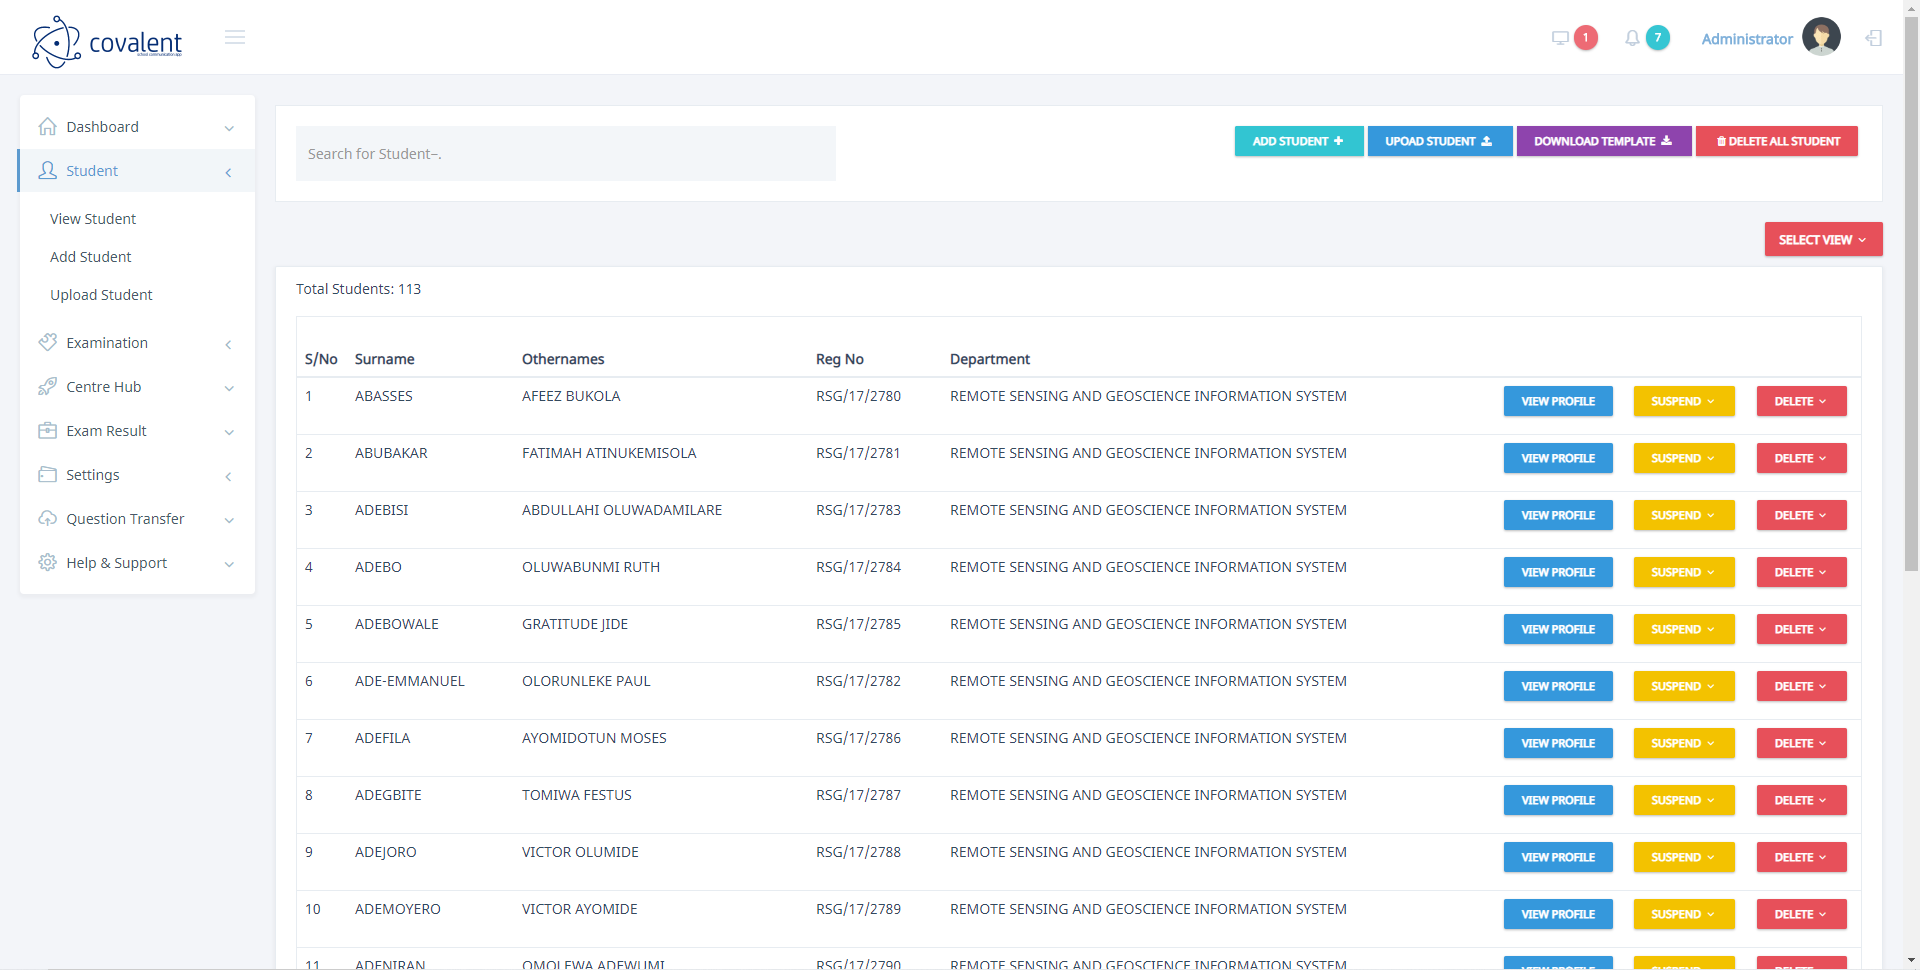 covalent
school communication app
1
7
Administrator
Dashboard
Student
View Student
Add Student
Upload Student
Examination
Centre Hub
Exam Result
Settings
Question Transfer
Help & Support
Search for Student–.
ADD STUDENT
UPOAD STUDENT
DOWNLOAD TEMPLATE
DELETE ALL STUDENT
SELECT VIEW
Total Students: 113
S/No Surname Othernames Reg No Department
1 ABASSES AFEEZ BUKOLA RSG/17/2780 REMOTE SENSING AND GEOSCIENCE INFORMATION SYSTEM VIEW PROFILE SUSPEND DELETE
2 ABUBAKAR FATIMAH ATINUKEMISOLA RSG/17/2781 REMOTE SENSING AND GEOSCIENCE INFORMATION SYSTEM VIEW PROFILE SUSPEND DELETE
3 ADEBISI ABDULLAHI OLUWADAMILARE RSG/17/2783 REMOTE SENSING AND GEOSCIENCE INFORMATION SYSTEM VIEW PROFILE SUSPEND DELETE
4 ADEBO OLUWABUNMI RUTH RSG/17/2784 REMOTE SENSING AND GEOSCIENCE INFORMATION SYSTEM VIEW PROFILE SUSPEND DELETE
5 ADEBOWALE GRATITUDE JIDE RSG/17/2785 REMOTE SENSING AND GEOSCIENCE INFORMATION SYSTEM VIEW PROFILE SUSPEND DELETE
6 ADE-EMMANUEL OLORUNLEKE PAUL RSG/17/2782 REMOTE SENSING AND GEOSCIENCE INFORMATION SYSTEM VIEW PROFILE SUSPEND DELETE
7 ADEFILA AYOMIDOTUN MOSES RSG/17/2786 REMOTE SENSING AND GEOSCIENCE INFORMATION SYSTEM VIEW PROFILE SUSPEND DELETE
8 ADEGBITE TOMIWA FESTUS RSG/17/2787 REMOTE SENSING AND GEOSCIENCE INFORMATION SYSTEM VIEW PROFILE SUSPEND DELETE
9 ADEJORO VICTOR OLUMIDE RSG/17/2788 REMOTE SENSING AND GEOSCIENCE INFORMATION SYSTEM VIEW PROFILE SUSPEND DELETE
10 ADEMOYERO VICTOR AYOMIDE RSG/17/2789 REMOTE SENSING AND GEOSCIENCE INFORMATION SYSTEM VIEW PROFILE SUSPEND DELETE
11 ADENIRAN OMOLEWA ADEWUMI RSG/17/2790 REMOTE SENSING AND GEOSCIENCE INFORMATION SYSTEM VIEW PROFILE SUSPEND DELETE